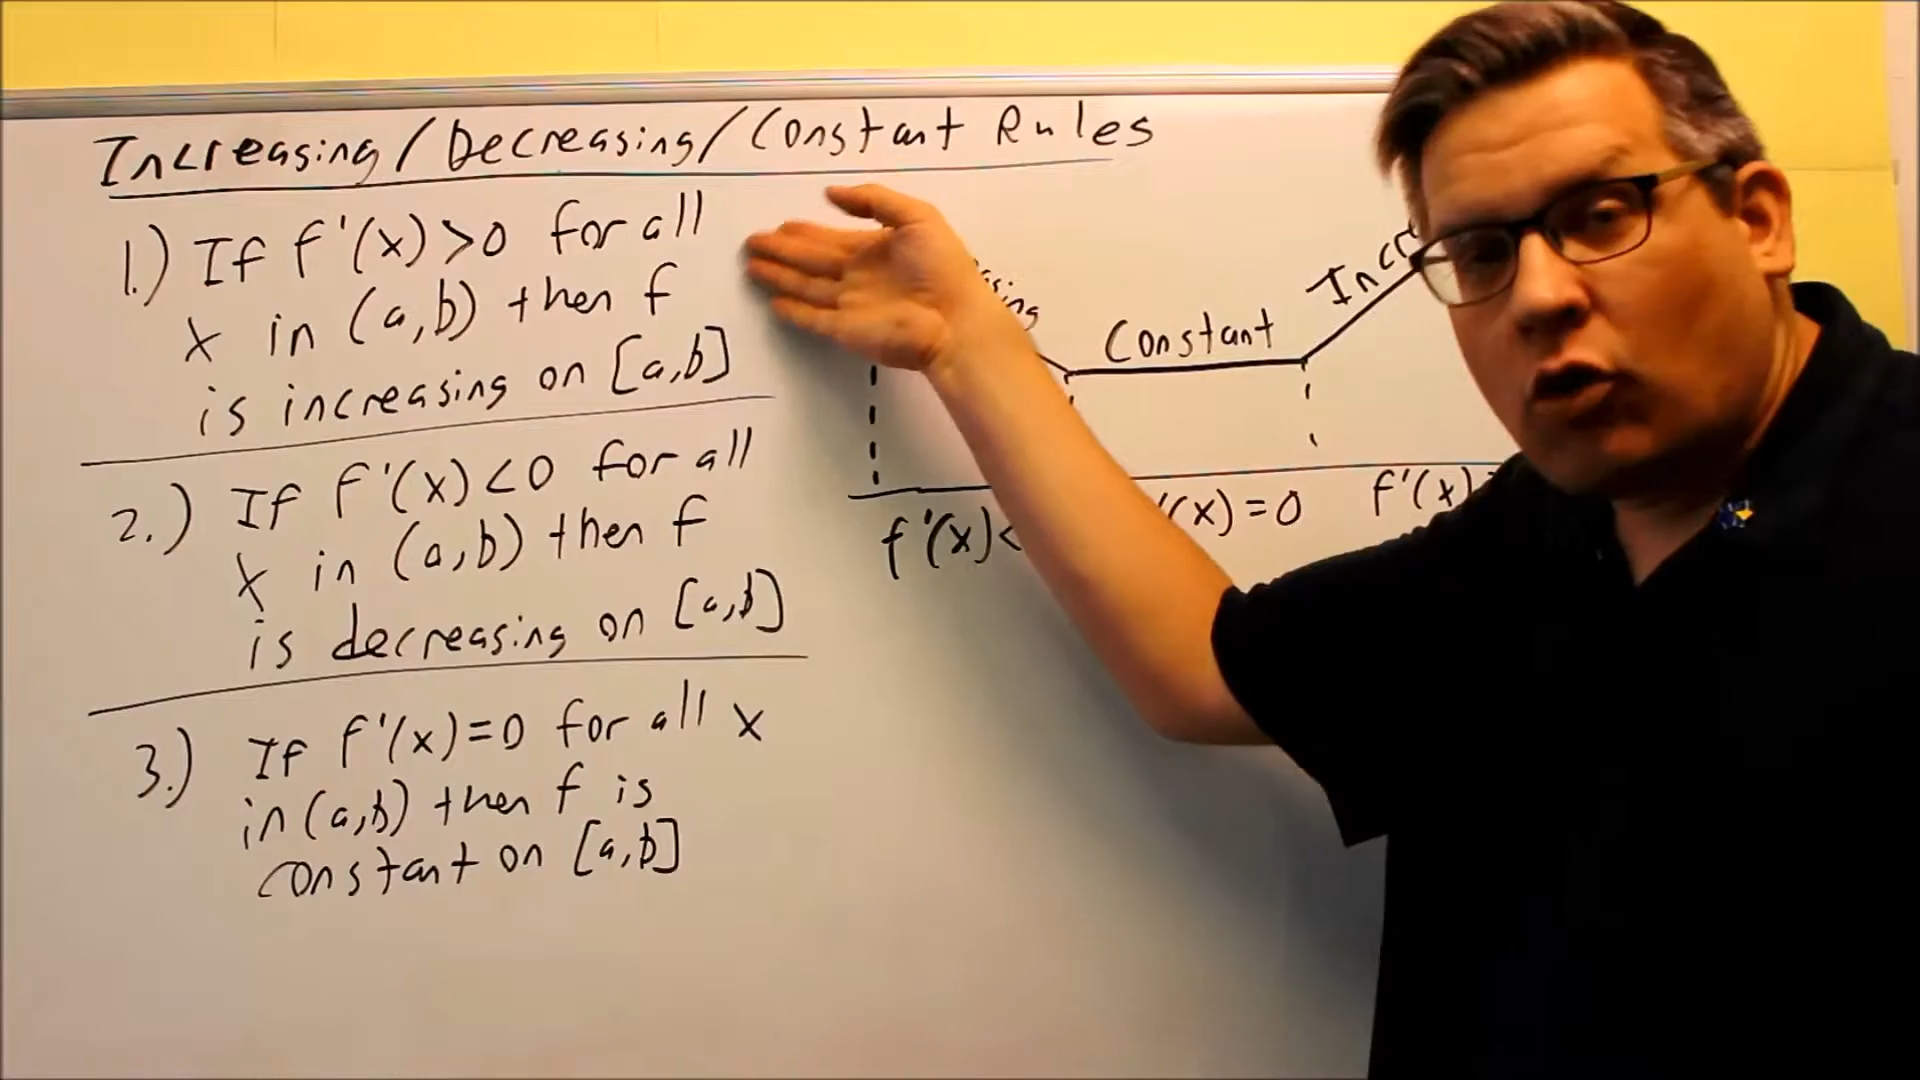 Increasing/Decreasing/Constant Rules
1.) If f'(x)>0 for all
x in (a,b) then f
is increasing on [a,b]
2.) If f'(x)<0 for all
x in (a,b) then f
is decreasing on [a,b]
3.) If f'(x)=0 for all x
in (a,b) then f is
constant on [a,b]
Constant
Incr
f'(x)<
'(x)=0
f'(x)